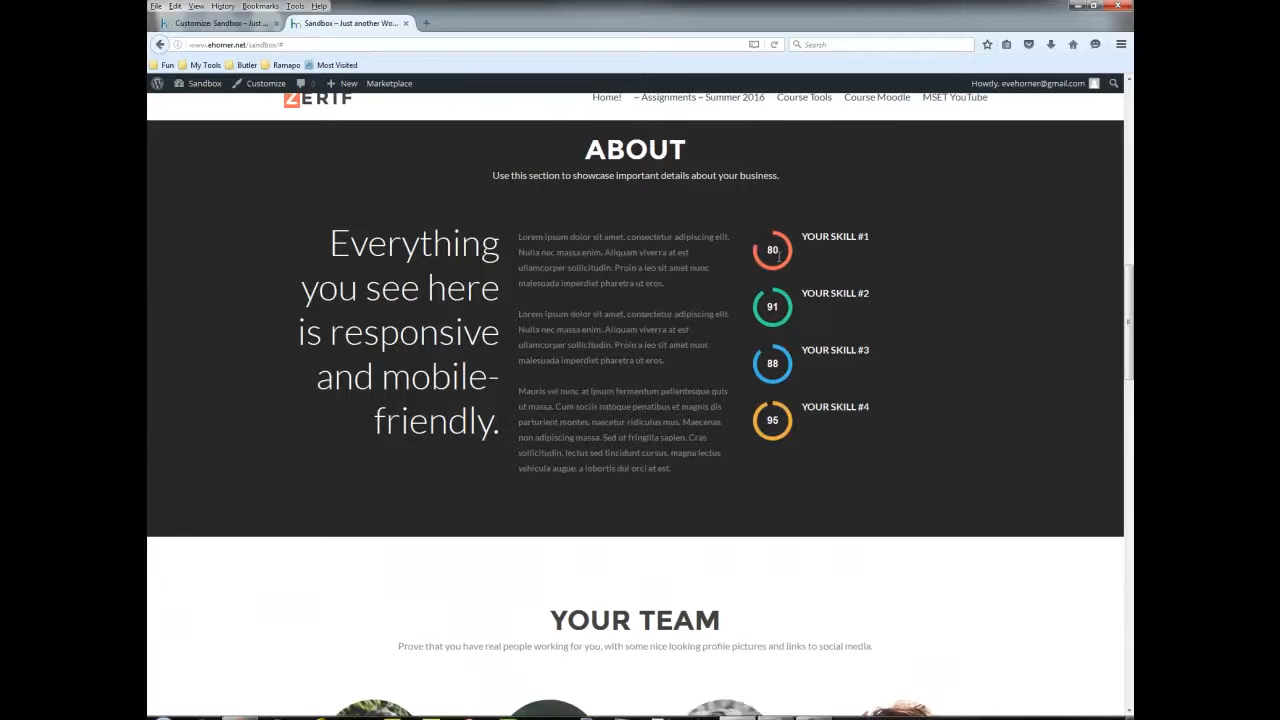 File Edit View History Bookmarks Tools Help
Customize: Sandbox – Just ... × Sandbox – Just another Wo... × +
www.ehorner.net/sandbox/# Search
Fun My Tools Butler Ramapo Most Visited
Sandbox Customize New Marketplace Howdy, evehorner@gmail.com
ZERIF Home! ~ Assignments ~ Summer 2016 Course Tools Course Moodle MSET YouTube
ABOUT
Use this section to showcase important details about your business.
Everything
you see here
is responsive
and mobile-
friendly.
Lorem ipsum dolor sit amet, consectetur adipiscing elit.
Nulla nec massa enim. Aliquam viverra at est
ullamcorper sollicitudin. Proin a leo sit amet nunc
malesuada imperdiet pharetra ut eros.
Lorem ipsum dolor sit amet, consectetur adipiscing elit.
Nulla nec massa enim. Aliquam viverra at est
ullamcorper sollicitudin. Proin a leo sit amet nunc
malesuada imperdiet pharetra ut eros.
Mauris vel nunc at ipsum fermentum pellentesque quis
ut massa. Cum sociis natoque penatibus et magnis dis
parturient montes, nascetur ridiculus mus. Maecenas
non adipiscing massa. Sed ut fringilla sapien. Cras
sollicitudin, lectus sed tincidunt cursus, magna lectus
vehicula augue, a lobortis dui orci et est.
80 YOUR SKILL #1
91 YOUR SKILL #2
88 YOUR SKILL #3
95 YOUR SKILL #4
YOUR TEAM
Prove that you have real people working for you, with some nice looking profile pictures and links to social media.